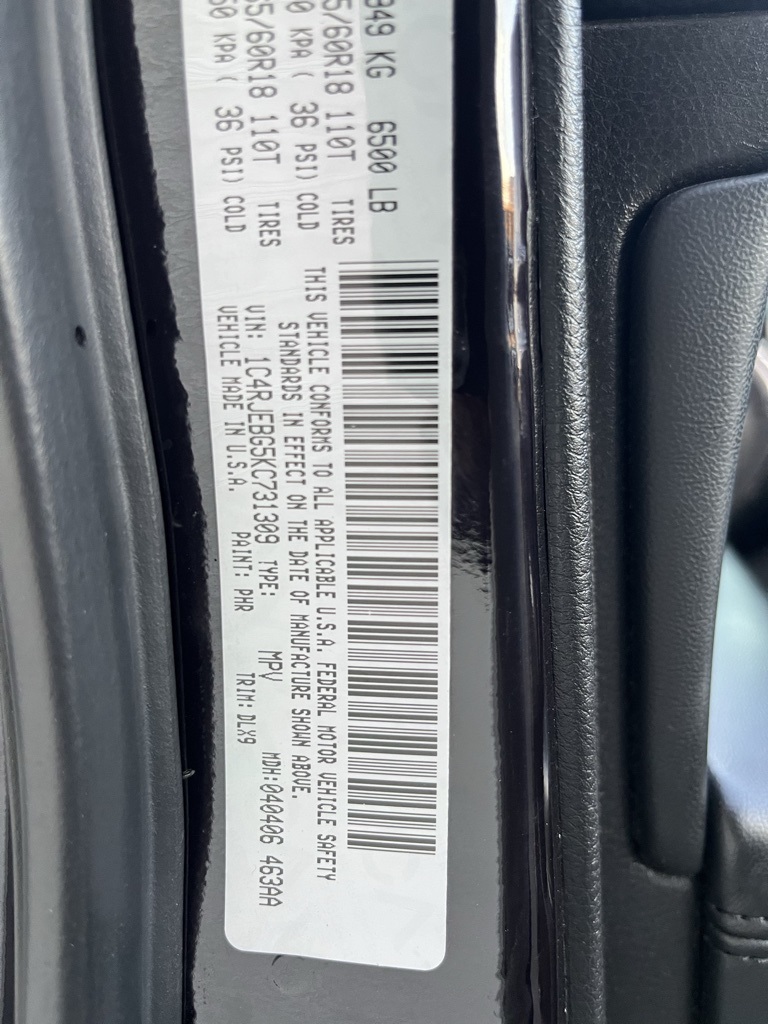 949 KG 6500 LB
5/60R18 110T TIRES
0 KPA ( 36 PSI) COLD
65/60R18 110T TIRES
50 KPA ( 36 PSI) COLD
THIS VEHICLE CONFORMS TO ALL APPLICABLE U.S.A. FEDERAL MOTOR VEHICLE SAFETY
STANDARDS IN EFFECT ON THE DATE OF MANUFACTURE SHOWN ABOVE.
VIN: 1C4RJEBG5KC731309 TYPE: MPV MDH:040406 463AA
VEHICLE MADE IN U.S.A. PAINT: PHR TRIM:DLX9